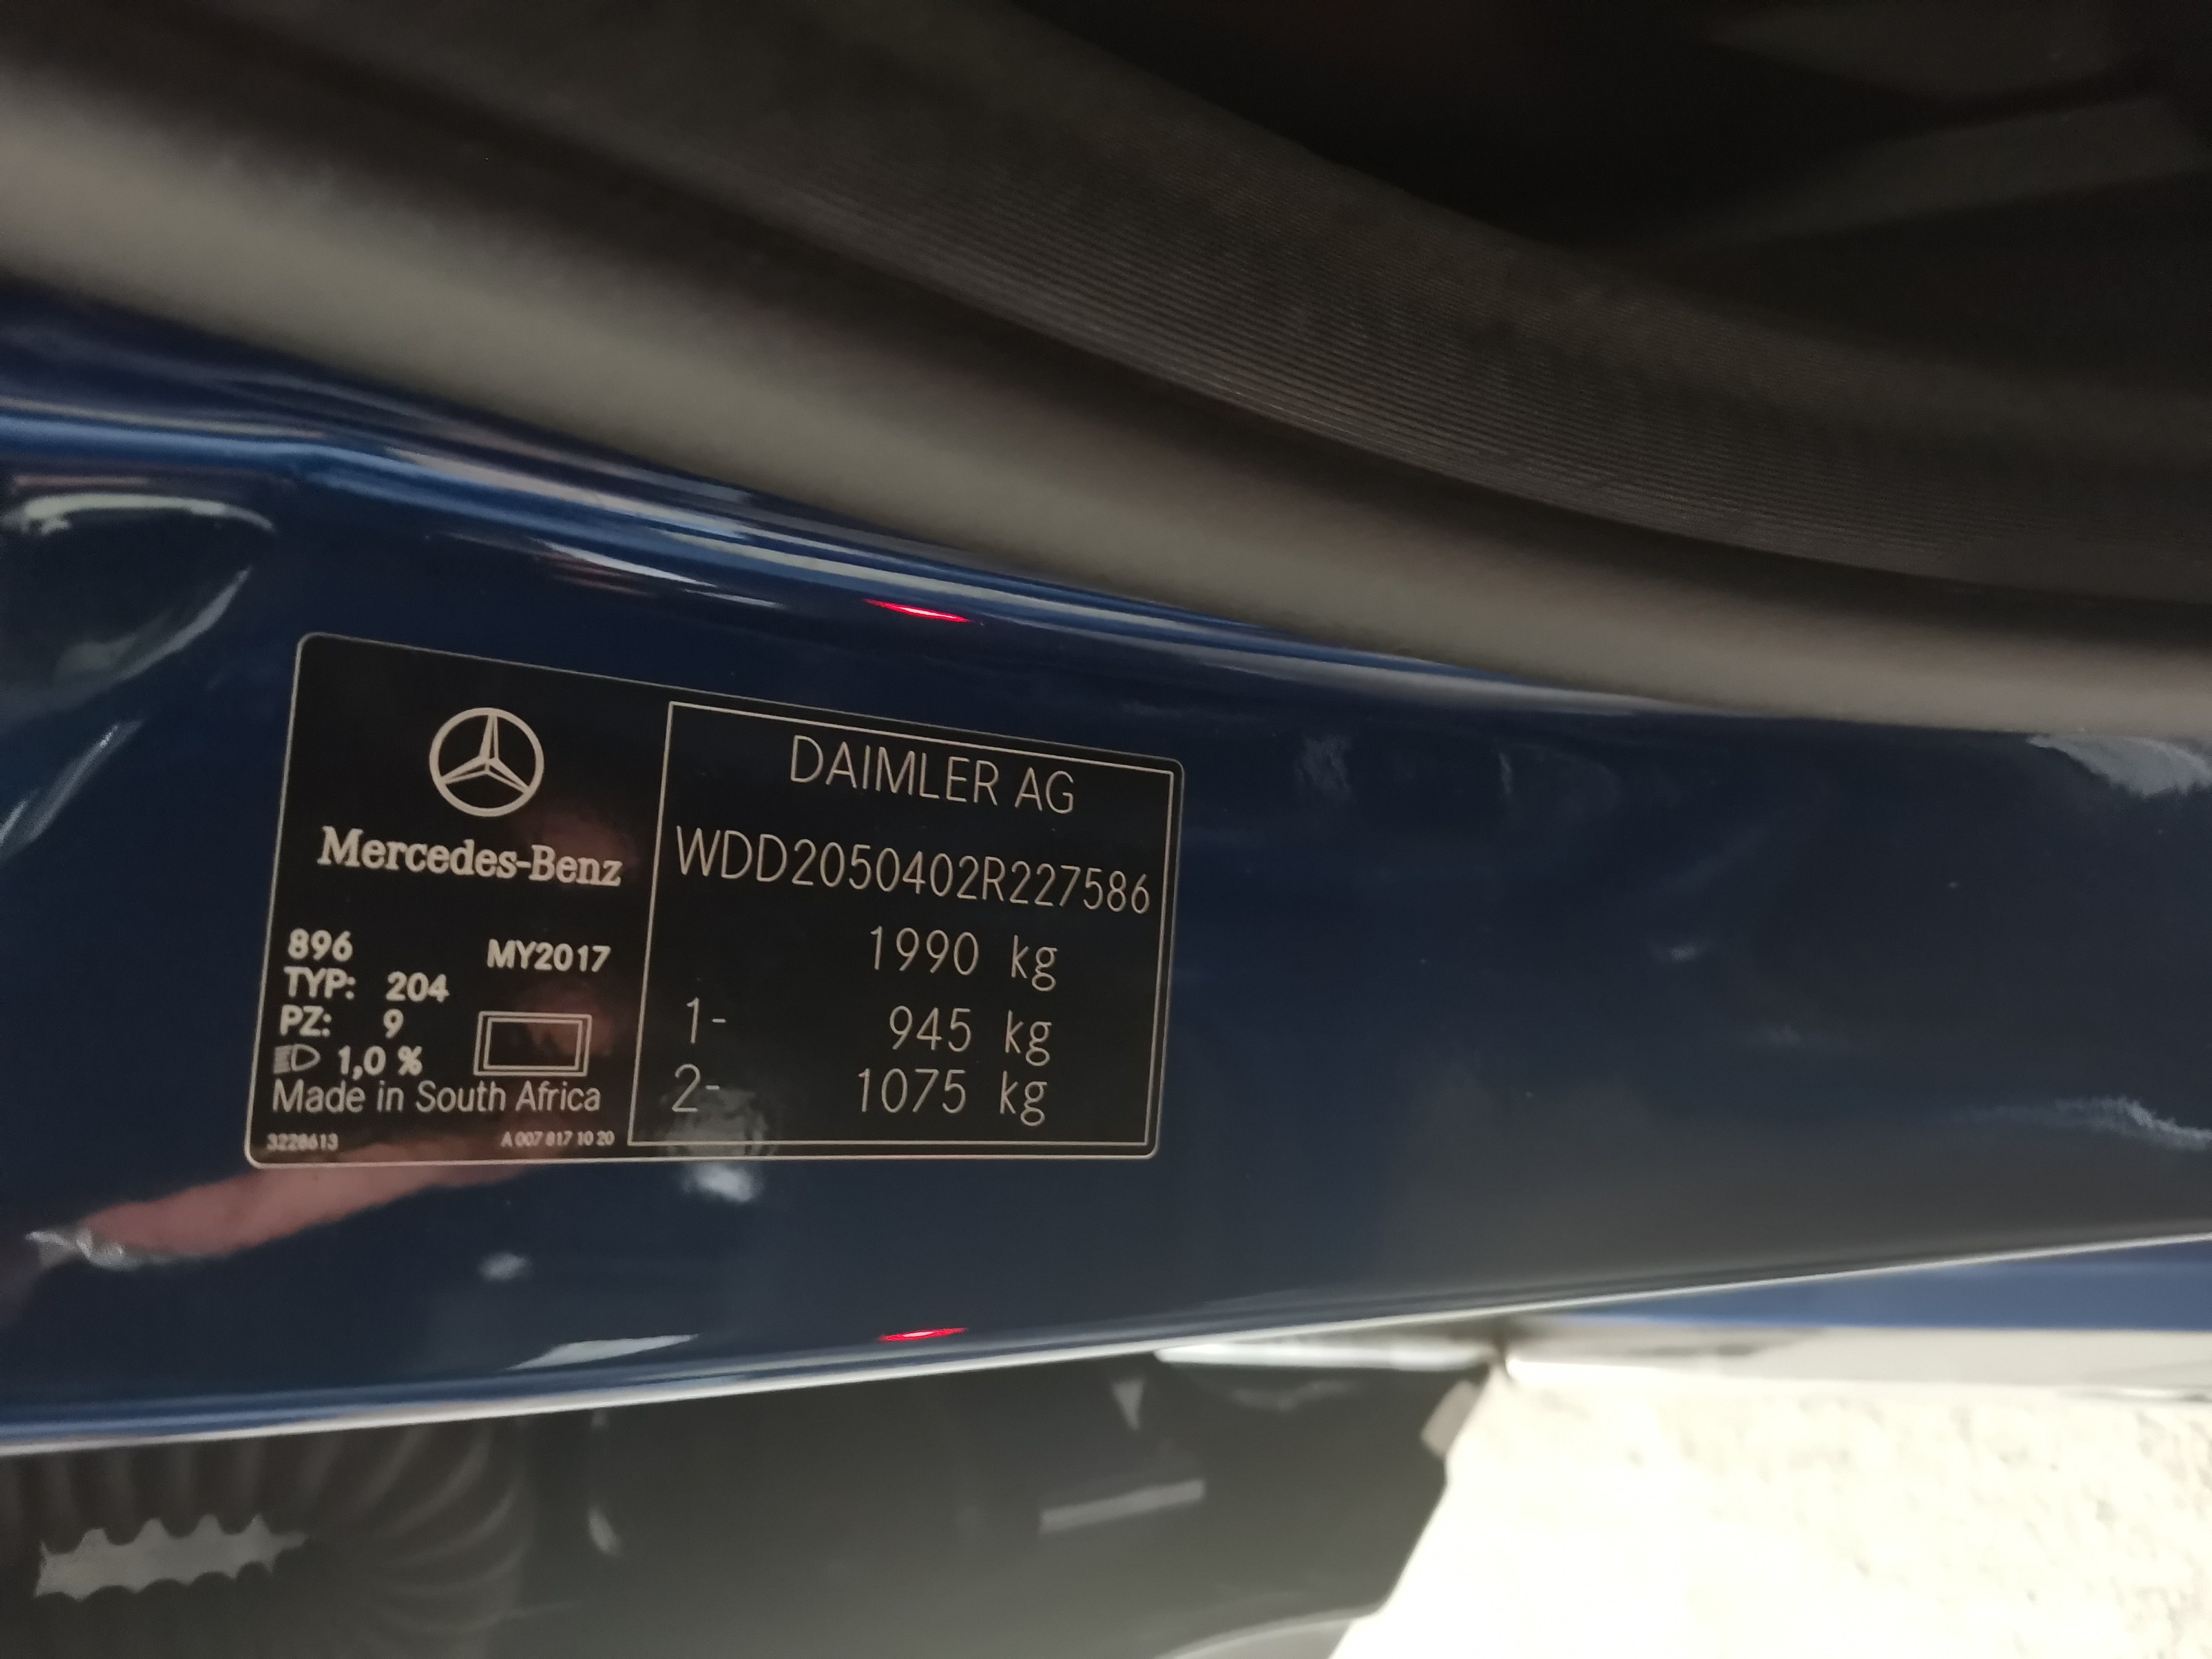 Mercedes-Benz
896 MY2017
TYP: 204
PZ: 9
1,0 %
Made in South Africa
3228613 A 007 817 10 20
DAIMLER AG
WDD2050402R227586
1990 kg
1- 945 kg
2- 1075 kg